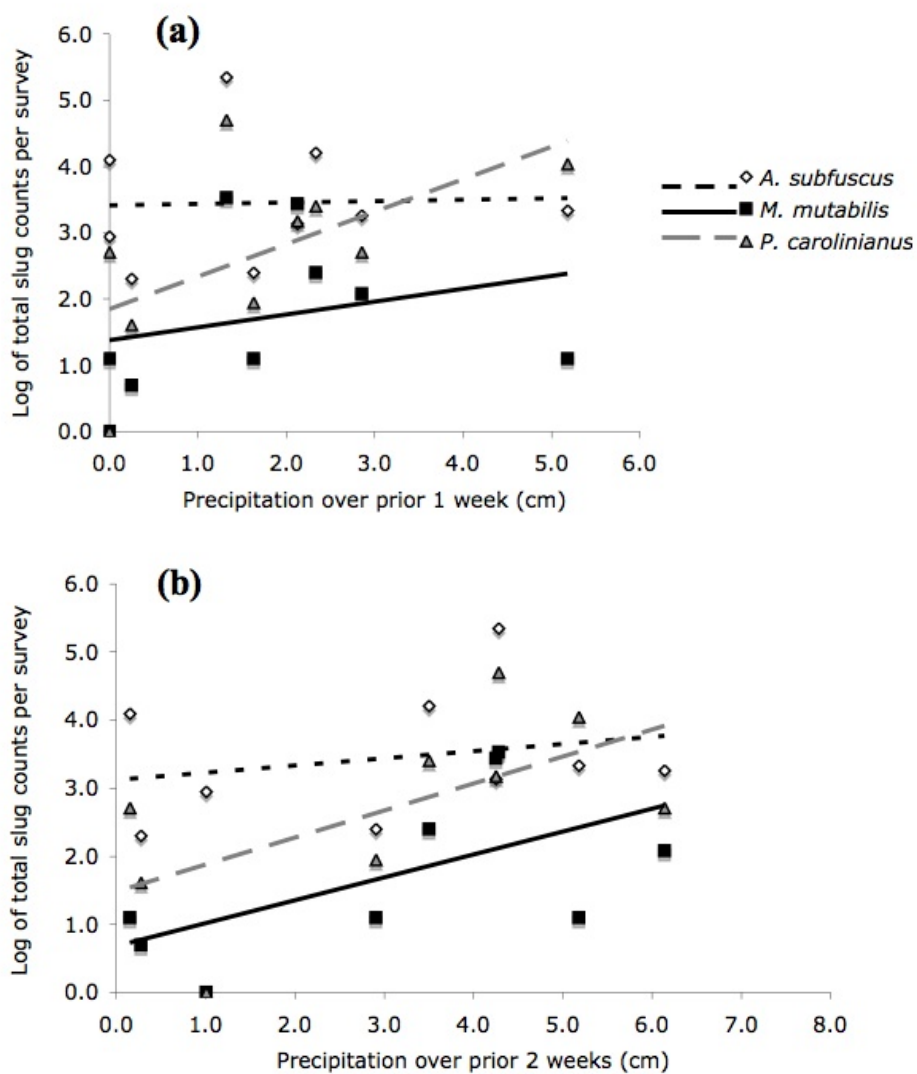 (a)
Log of total slug counts per survey
6.0
5.0
4.0
3.0
2.0
1.0
0.0
0.0 1.0 2.0 3.0 4.0 5.0 6.0
Precipitation over prior 1 week (cm)
A. subfuscus
M. mutabilis
P. carolinianus
(b)
Log of total slug counts per survey
6.0
5.0
4.0
3.0
2.0
1.0
0.0
0.0 1.0 2.0 3.0 4.0 5.0 6.0 7.0 8.0
Precipitation over prior 2 weeks (cm)